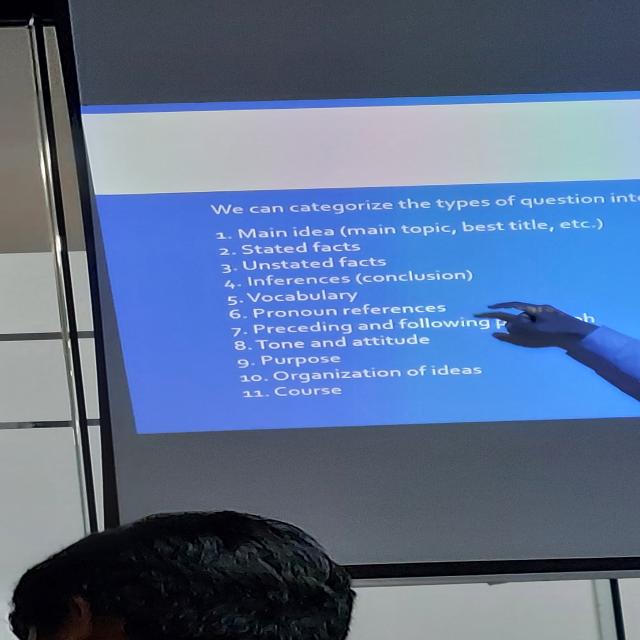 We can categorize the types of question
1. Main idea (main topic, best title, etc.)
2. Stated facts
3. Unstated facts
4. Inferences (conclusion)
5. Vocabulary
6. Pronoun references
7. Preceding and following
8. Tone and attitude
9. Purpose
10. Organization of ideas
11. Course